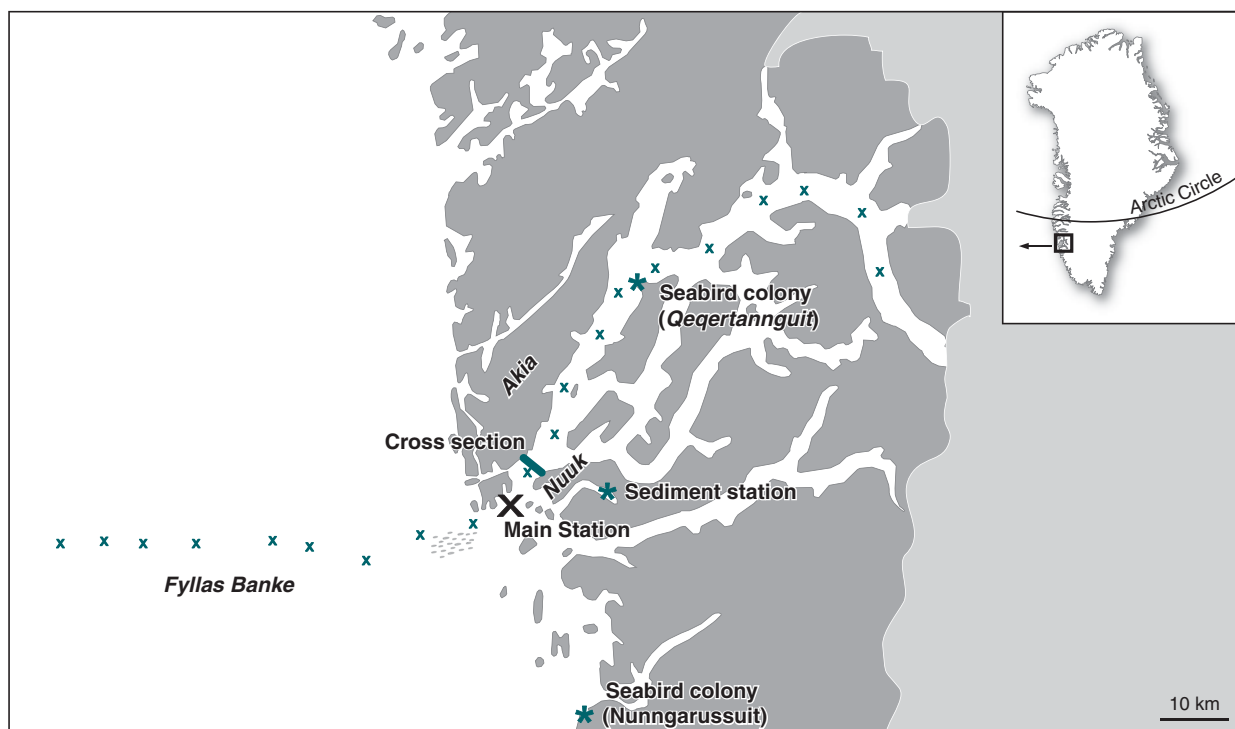 Arctic Circle
Seabird colony
(Qeqertannguit)
Akia
Cross section
Nuuk
Sediment station
Main Station
Fyllas Banke
Seabird colony
(Nunngarussuit)
10 km